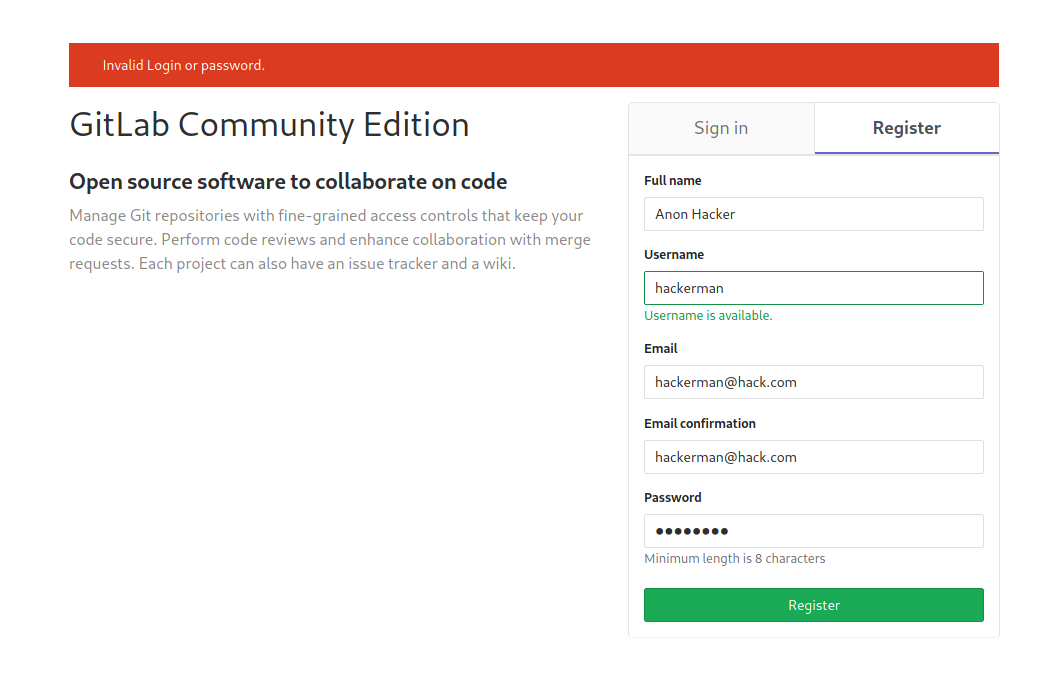 Invalid Login or password.
GitLab Community Edition
Open source software to collaborate on code
Manage Git repositories with fine-grained access controls that keep your
code secure. Perform code reviews and enhance collaboration with merge
requests. Each project can also have an issue tracker and a wiki.
Sign in
Register
Full name
Anon Hacker
Username
hackerman
Username is available.
Email
hackerman@hack.com
Email confirmation
hackerman@hack.com
Password
••••••••
Minimum length is 8 characters
Register